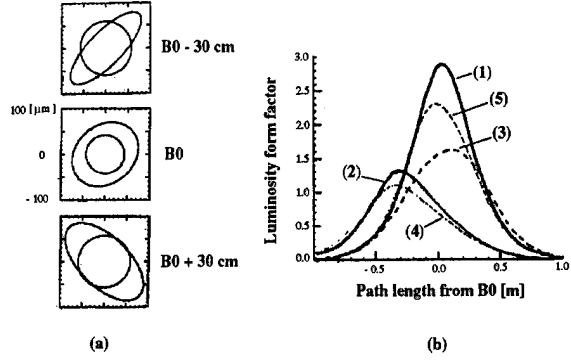 B0 - 30 cm
100 [μm]
0
- 100
B0
B0 + 30 cm
(a)
Luminosity form factor
3.0
2.5
2.0
1.5
1.0
0.5
0.0
(1)
(5)
(3)
(2)
(4)
- 0.5
0.0
0.5
1.0
Path length from B0 [m]
(b)